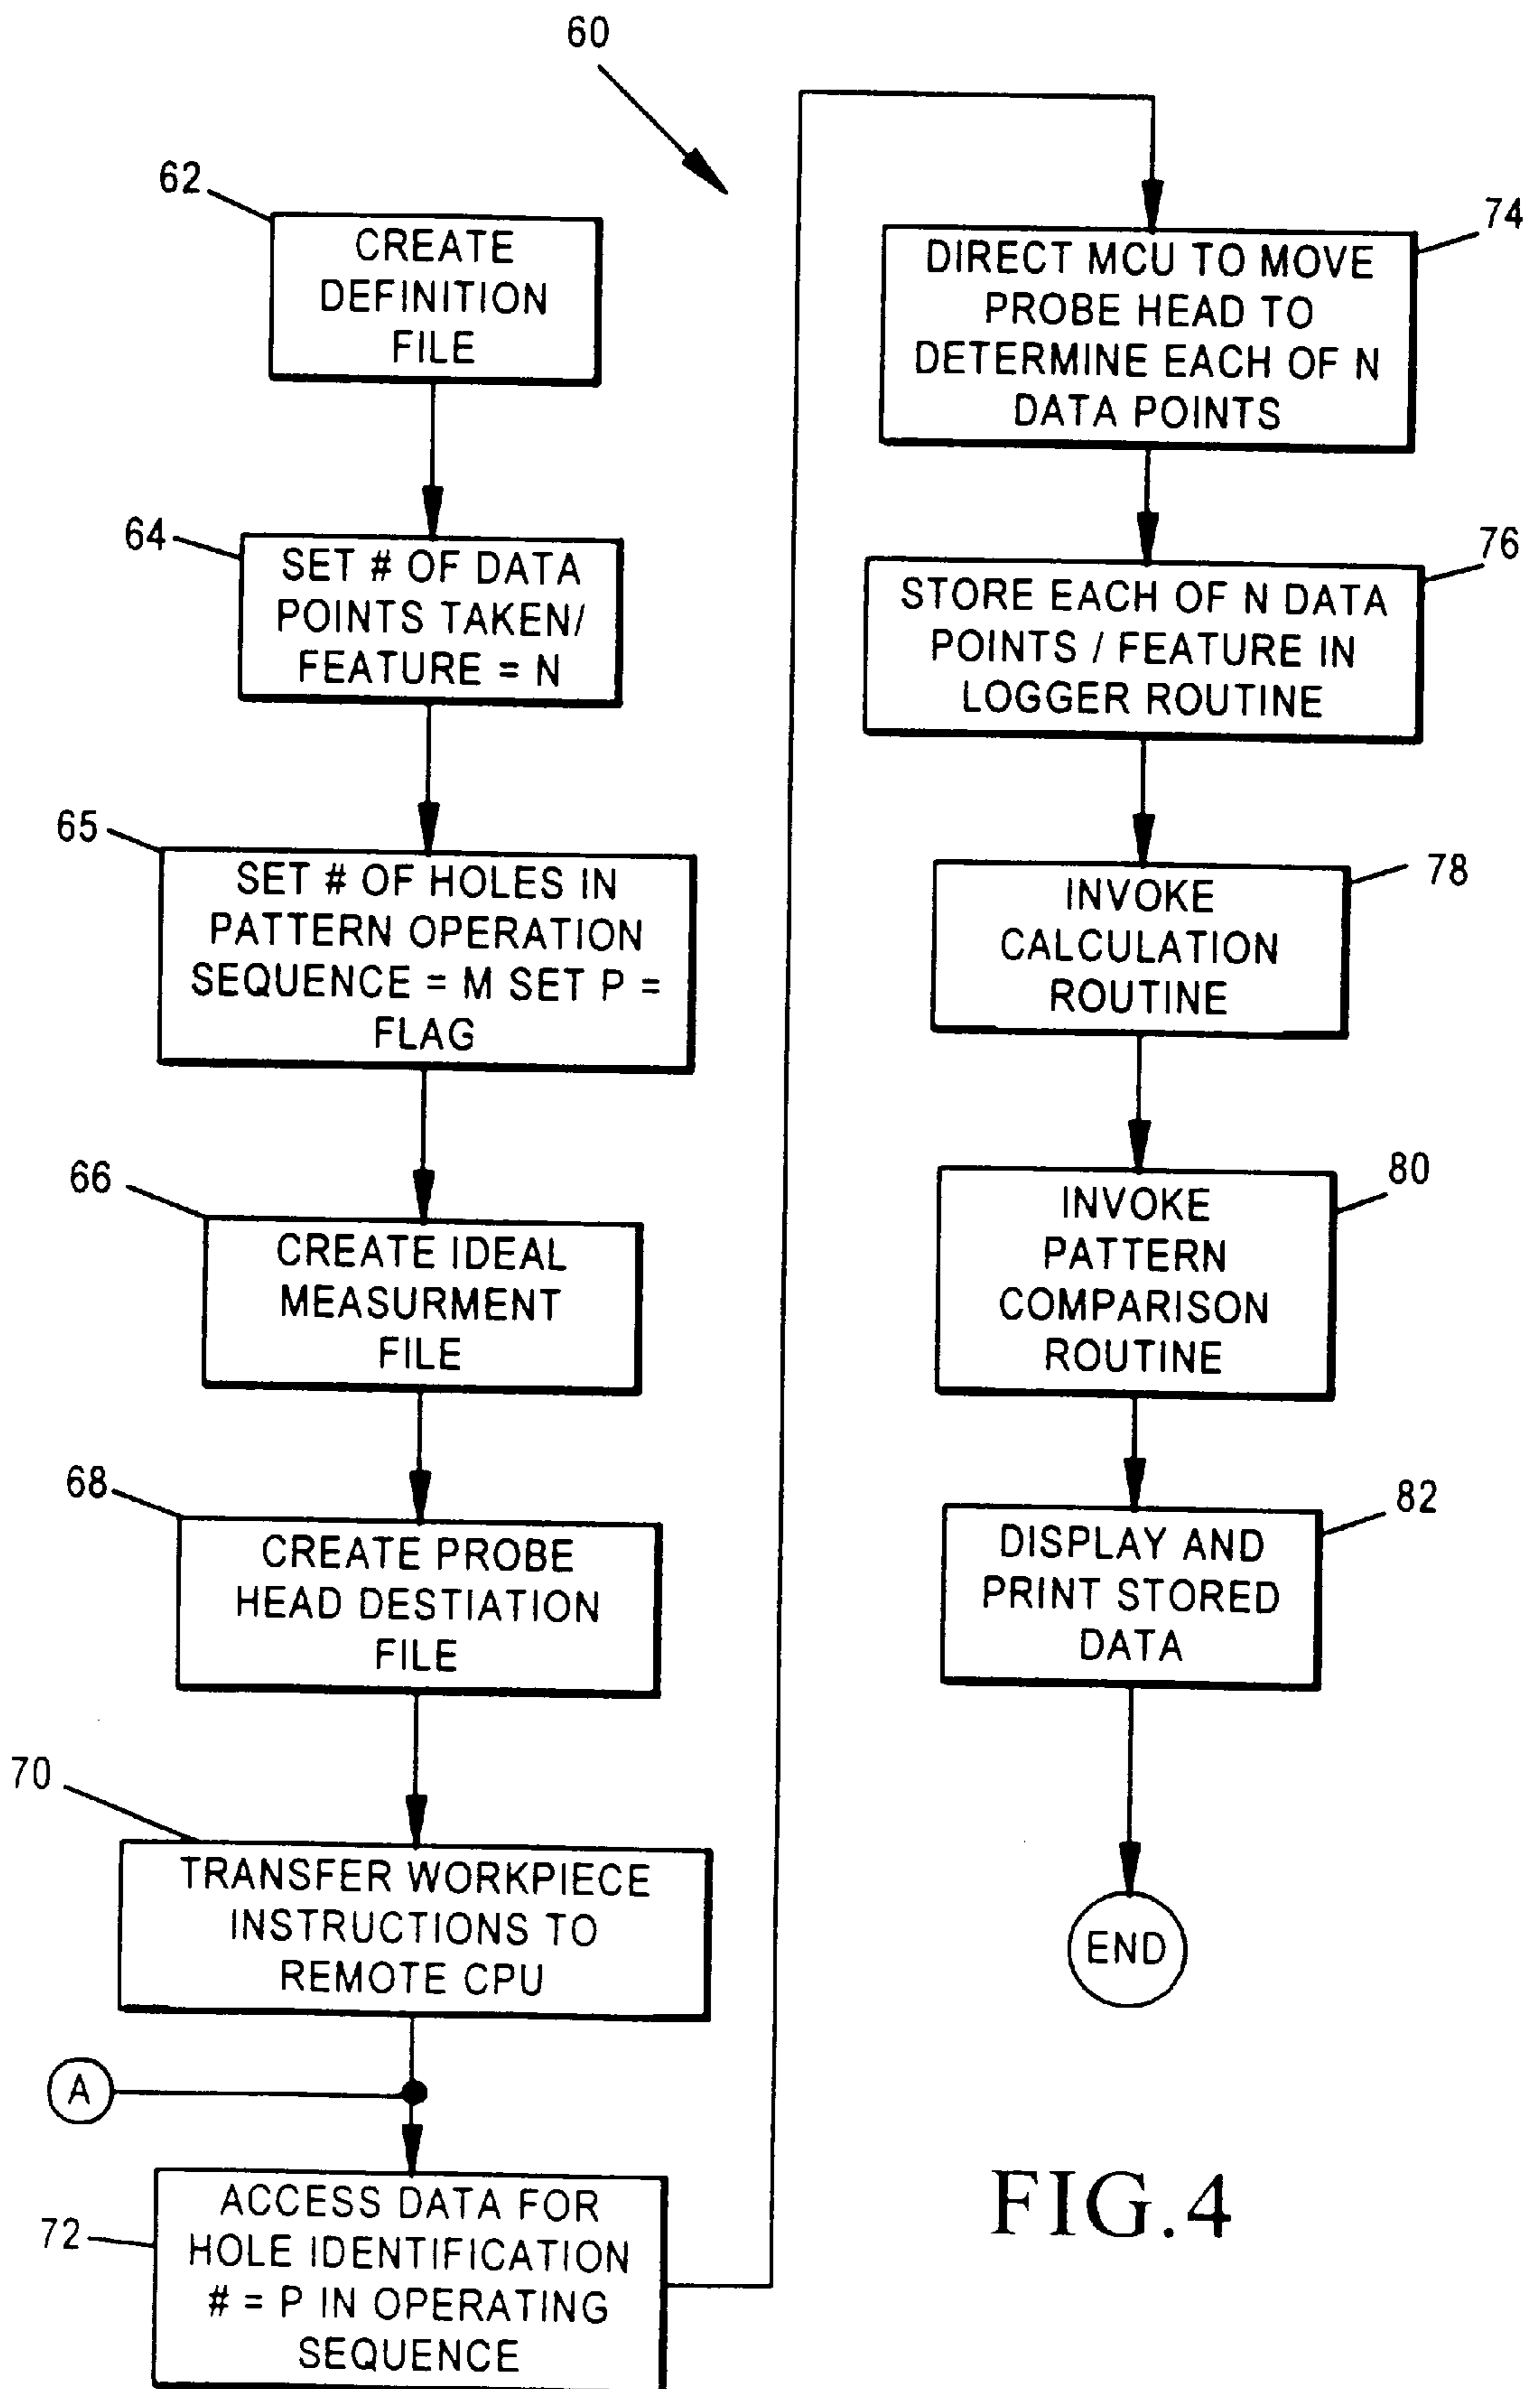 60
62
CREATE
DEFINITION
FILE
64
SET # OF DATA
POINTS TAKEN/
FEATURE = N
65
SET # OF HOLES IN
PATTERN OPERATION
SEQUENCE = M SET P =
FLAG
66
CREATE IDEAL
MEASURMENT
FILE
68
CREATE PROBE
HEAD DESTIATION
FILE
70
TRANSFER WORKPIECE
INSTRUCTIONS TO
REMOTE CPU
A
72
ACCESS DATA FOR
HOLE IDENTIFICATION
# = P IN OPERATING
SEQUENCE
74
DIRECT MCU TO MOVE
PROBE HEAD TO
DETERMINE EACH OF N
DATA POINTS
76
STORE EACH OF N DATA
POINTS / FEATURE IN
LOGGER ROUTINE
78
INVOKE
CALCULATION
ROUTINE
80
INVOKE
PATTERN
COMPARISON
ROUTINE
82
DISPLAY AND
PRINT STORED
DATA
END
FIG.4